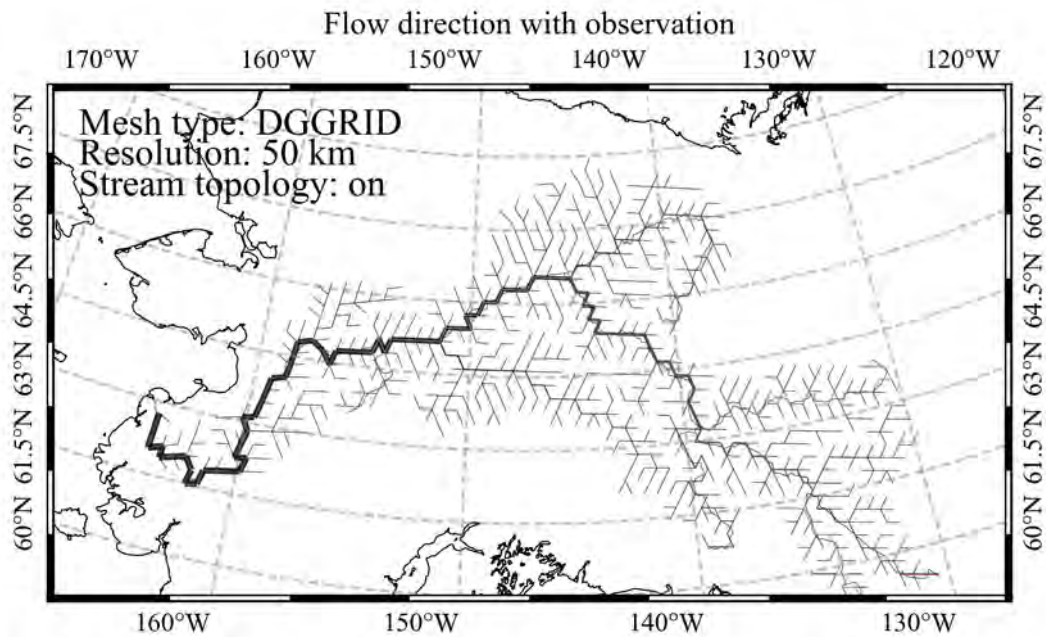 Flow direction with observation
170°W 160°W 150°W 140°W 130°W 120°W
Mesh type: DGGRID
Resolution: 50 km
Stream topology: on
67.5°N
66°N
64.5°N
63°N
61.5°N
60°N
67.5°N
66°N
64.5°N
63°N
61.5°N
60°N
160°W 150°W 140°W 130°W